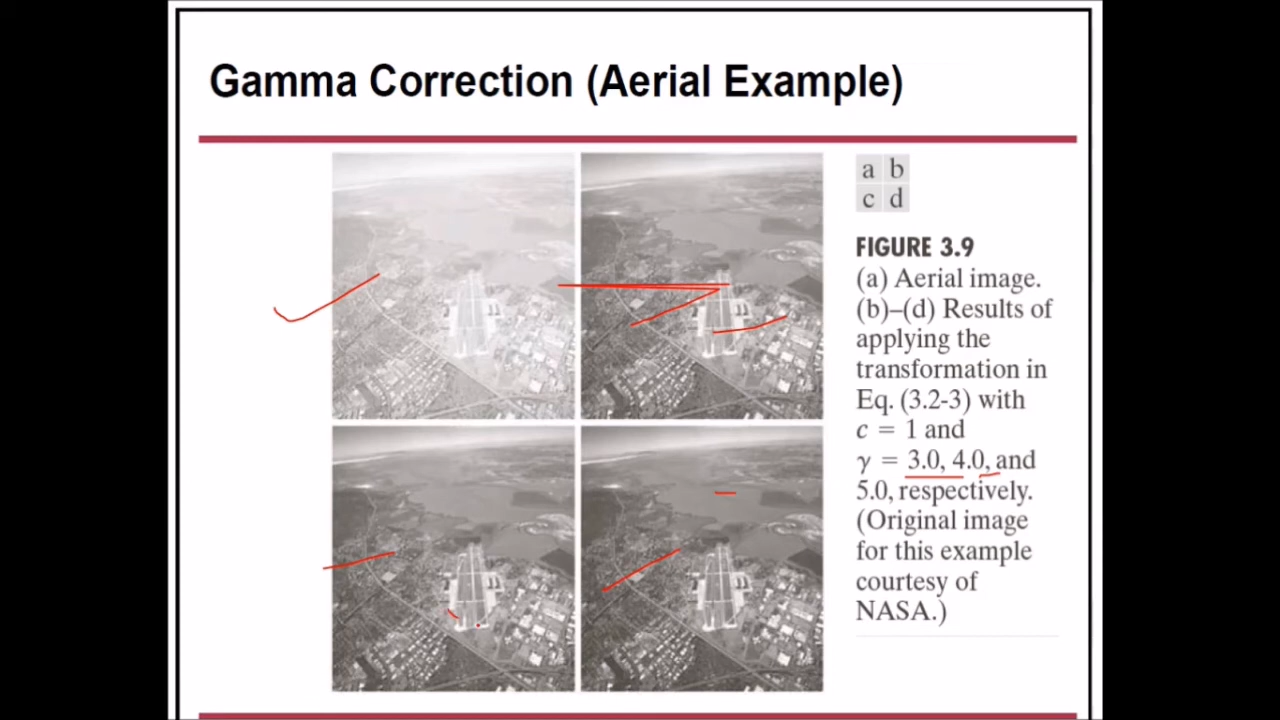 Gamma Correction (Aerial Example)
a b
c d
FIGURE 3.9
(a) Aerial image.
(b)–(d) Results of
applying the
transformation in
Eq. (3.2-3) with
c = 1 and
γ = 3.0, 4.0, and
5.0, respectively.
(Original image
for this example
courtesy of
NASA.)